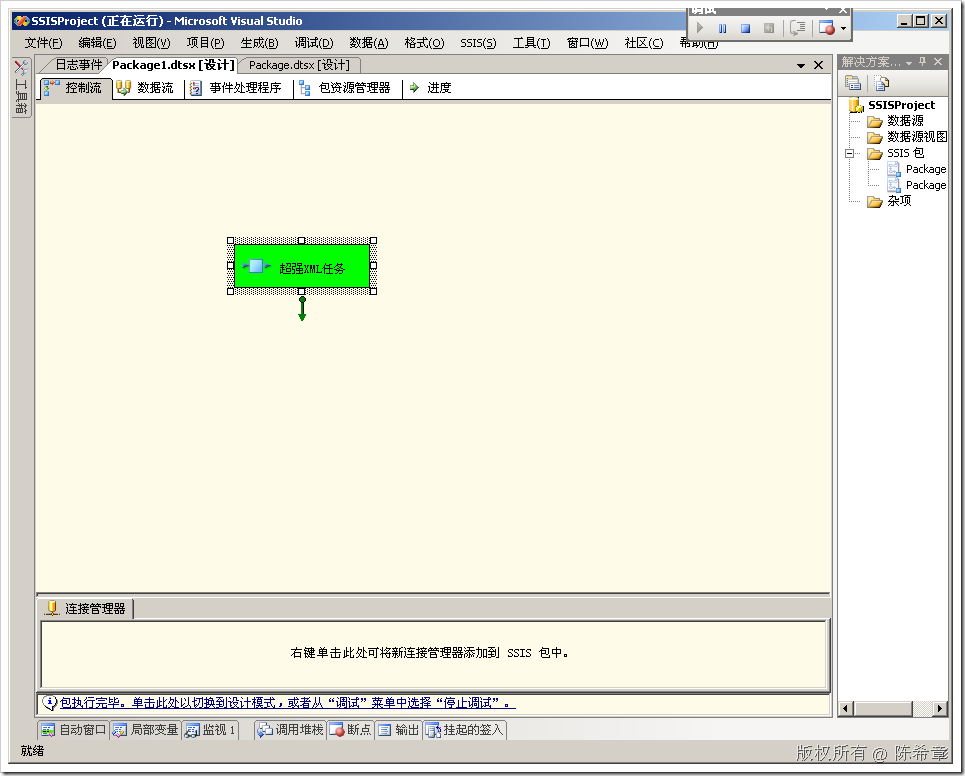 SSISProject (正在运行) - Microsoft Visual Studio
调试
文件(F) 编辑(E) 视图(V) 项目(P) 生成(B) 调试(D) 数据(A) 格式(O) SSIS(S) 工具(T) 窗口(W) 社区(C) 帮助(H)
日志事件 Package1.dtsx [设计] Package.dtsx [设计]
解决方案...
工具箱
控制流 数据流 事件处理程序 包资源管理器 进度
SSISProject
数据源
数据源视图
SSIS 包
Package
Package
杂项
超强XML任务
连接管理器
右键单击此处可将新连接管理器添加到 SSIS 包中。
包执行完毕。单击此处以切换到设计模式，或者从“调试”菜单中选择“停止调试”。
自动窗口 局部变量 监视 1 调用堆栈 断点 输出 挂起的签入
就绪
版权所有 @ 陈希章